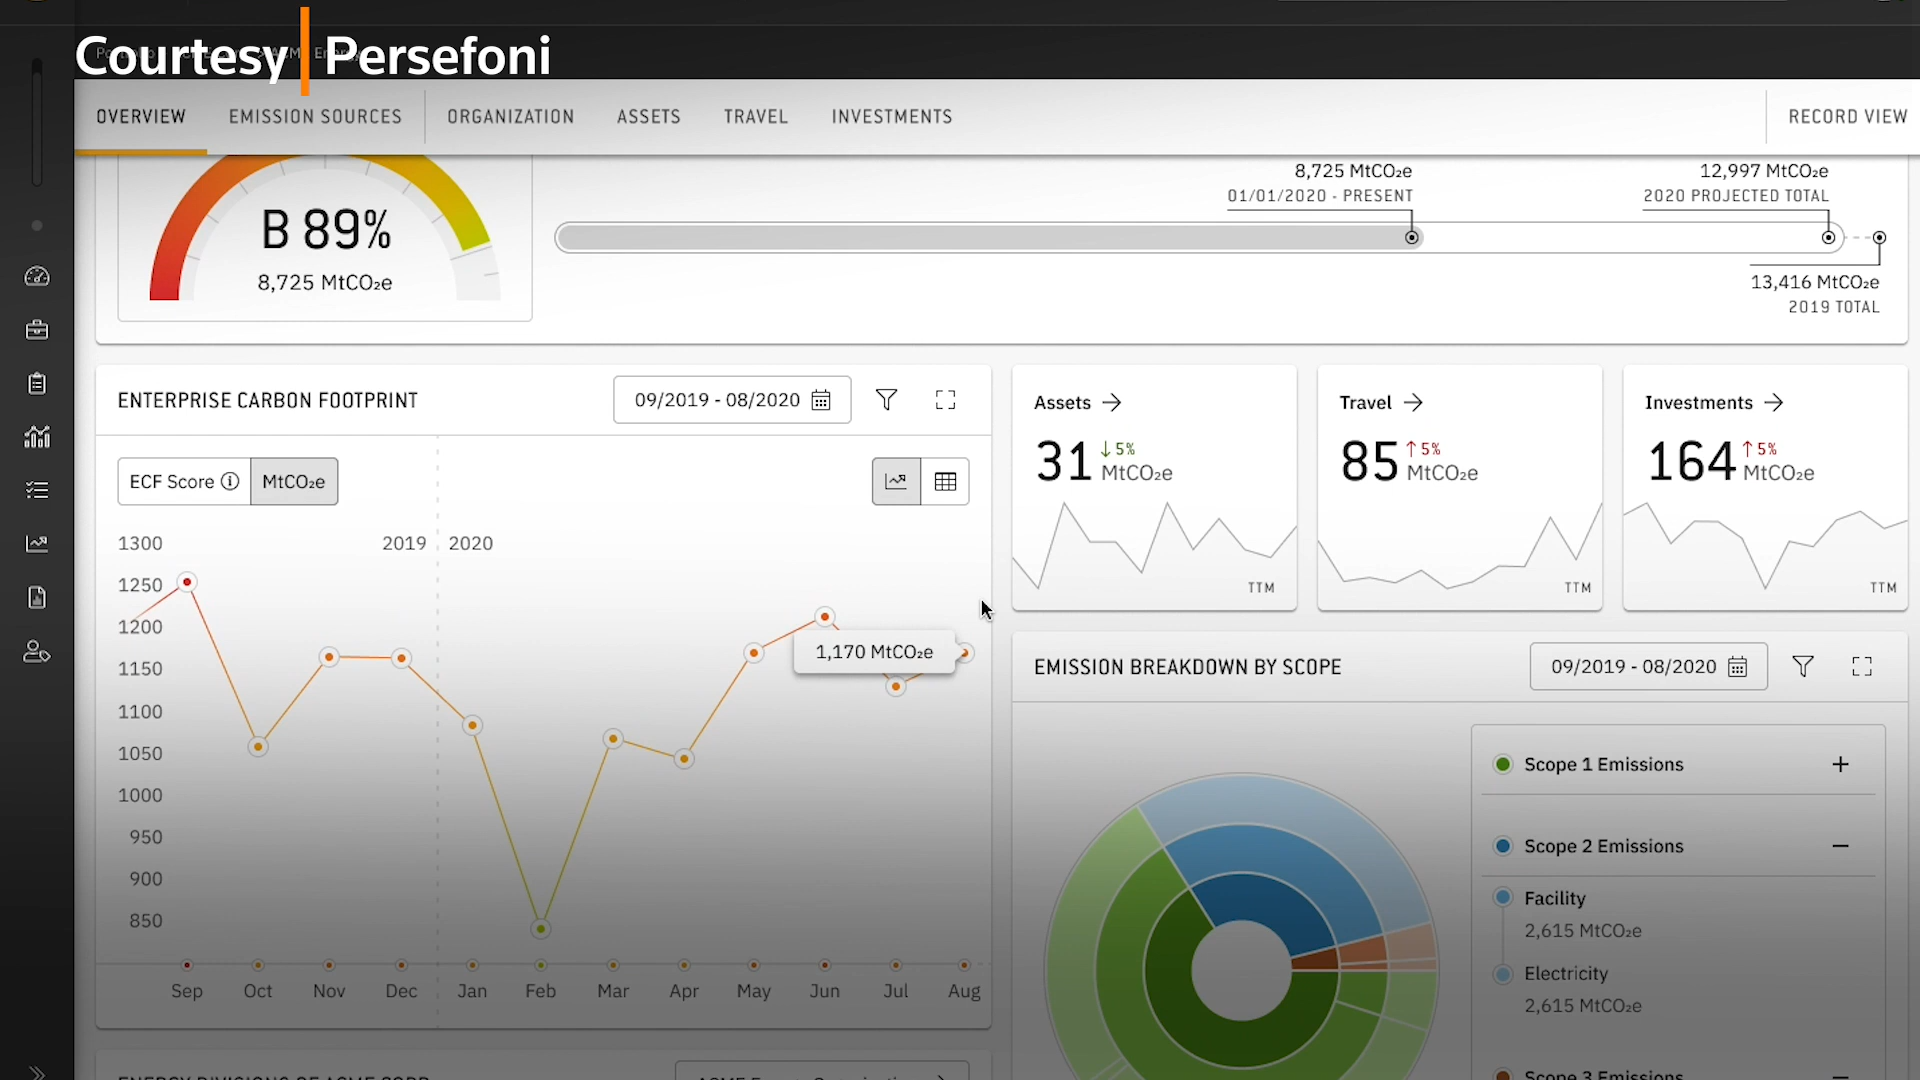 Courtesy | Persefoni
OVERVIEW EMISSION SOURCES ORGANIZATION ASSETS TRAVEL INVESTMENTS RECORD VIEW
B 89%
8,725 MtCO₂e
8,725 MtCO₂e
01/01/2020 - PRESENT
12,997 MtCO₂e
2020 PROJECTED TOTAL
13,416 MtCO₂e
2019 TOTAL
ENTERPRISE CARBON FOOTPRINT
09/2019 - 08/2020
ECF Score
MtCO₂e
2019 2020
1300
1250
1200
1150
1100
1050
1000
950
900
850
1,170 MtCO₂e
Sep Oct Nov Dec Jan Feb Mar Apr May Jun Jul Aug
Assets
31 5%
MtCO₂e
TTM
Travel
85 5%
MtCO₂e
TTM
Investments
164 5%
MtCO₂e
TTM
EMISSION BREAKDOWN BY SCOPE
09/2019 - 08/2020
Scope 1 Emissions +
Scope 2 Emissions −
Facility
2,615 MtCO₂e
Electricity
2,615 MtCO₂e
Scope 3 Emissions